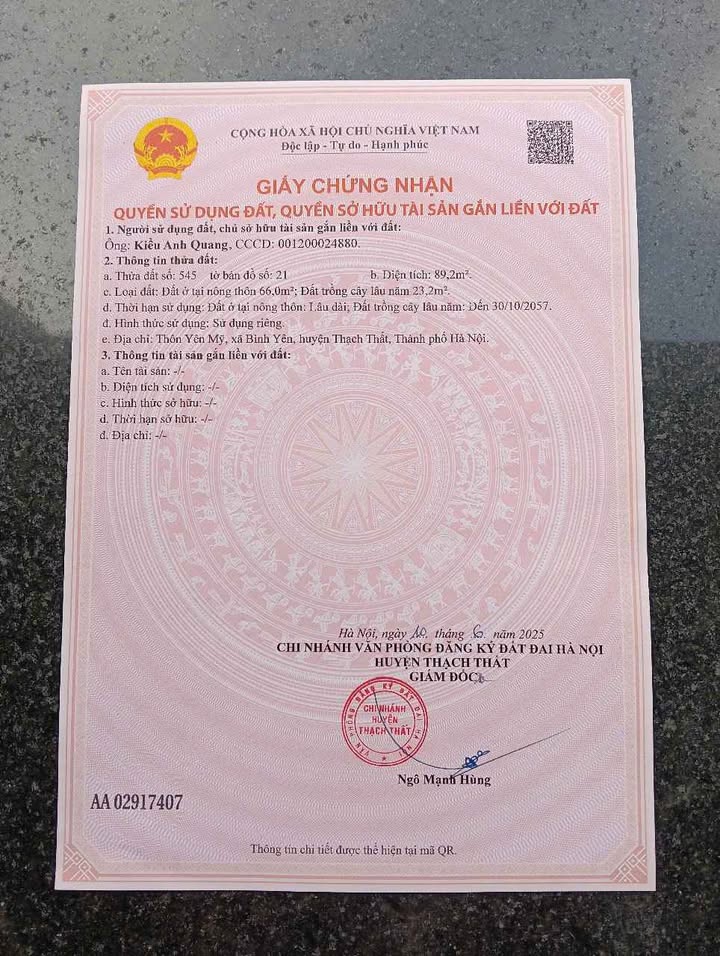 CỘNG HÒA XÃ HỘI CHỦ NGHĨA VIỆT NAM
Độc lập - Tự do - Hạnh phúc
GIẤY CHỨNG NHẬN
QUYỀN SỬ DỤNG ĐẤT, QUYỀN SỞ HỮU TÀI SẢN GẮN LIỀN VỚI ĐẤT
1. Người sử dụng đất, chủ sở hữu tài sản gắn liền với đất:
Ông: Kiều Anh Quang, CCCD: 001200024880.
2. Thông tin thửa đất:
a. Thửa đất số: 545 tờ bản đồ số: 21 b. Diện tích: 89,2m².
c. Loại đất: Đất ở tại nông thôn 66,0m²; Đất trồng cây lâu năm 23,2m².
d. Thời hạn sử dụng: Đất ở tại nông thôn: Lâu dài; Đất trồng cây lâu năm: Đến 30/10/2057.
đ. Hình thức sử dụng: Sử dụng riêng.
e. Địa chỉ: Thôn Yên Mỹ, xã Bình Yên, huyện Thạch Thất, Thành phố Hà Nội.
3. Thông tin tài sản gắn liền với đất:
a. Tên tài sản: -/-
b. Diện tích sử dụng: -/-
c. Hình thức sở hữu: -/-
d. Thời hạn sở hữu: -/-
đ. Địa chỉ: -/-
Hà Nội, ngày 10 tháng 6 năm 2025
CHI NHÁNH VĂN PHÒNG ĐĂNG KÝ ĐẤT ĐAI HÀ NỘI
HUYỆN THẠCH THẤT
GIÁM ĐỐC
VĂN PHÒNG ĐĂNG KÝ ĐẤT ĐAI HÀ NỘI
CHI NHÁNH
HUYỆN
THẠCH THẤT
Ngô Mạnh Hùng
AA 02917407
Thông tin chi tiết được thể hiện tại mã QR.